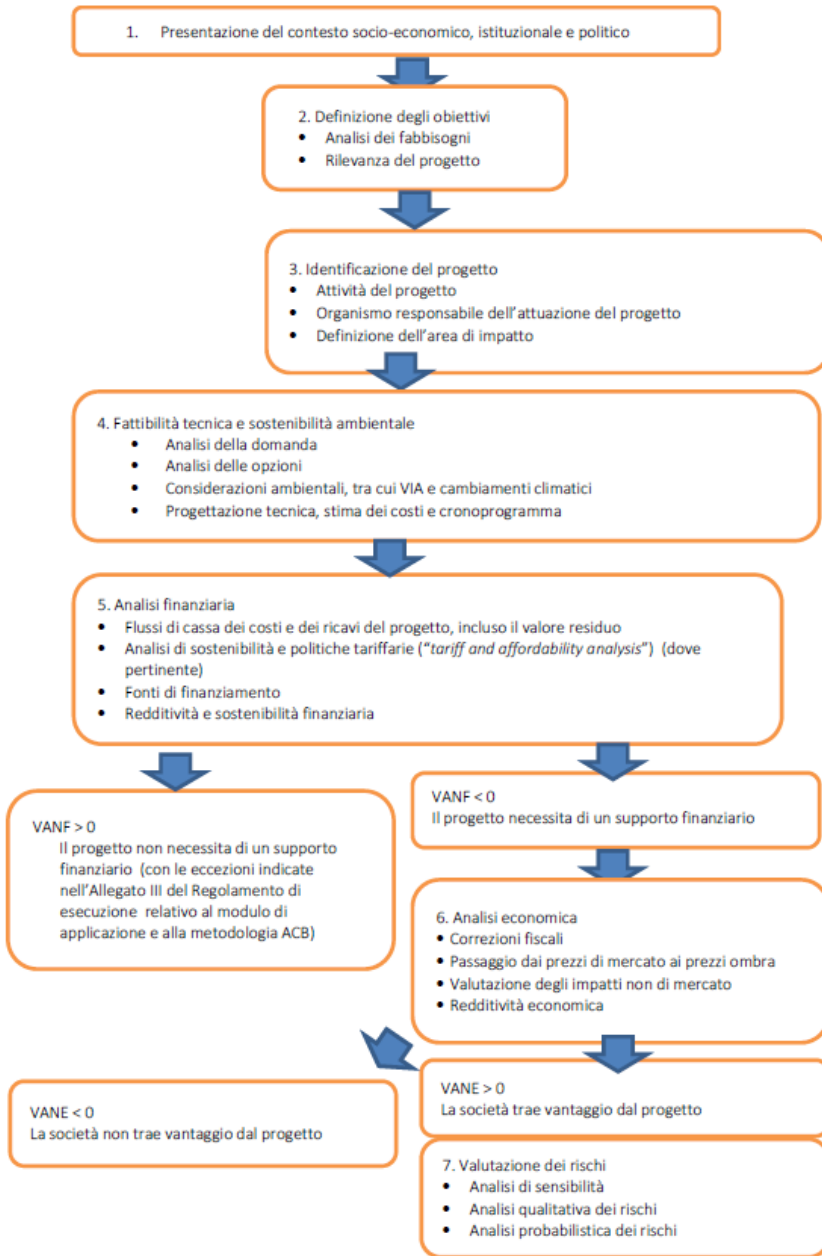 1. Presentazione del contesto socio-economico, istituzionale e politico
2. Definizione degli obiettivi
• Analisi dei fabbisogni
• Rilevanza del progetto
3. Identificazione del progetto
• Attività del progetto
• Organismo responsabile dell'attuazione del progetto
• Definizione dell'area di impatto
4. Fattibilità tecnica e sostenibilità ambientale
• Analisi della domanda
• Analisi delle opzioni
• Considerazioni ambientali, tra cui VIA e cambiamenti climatici
• Progettazione tecnica, stima dei costi e cronoprogramma
5. Analisi finanziaria
• Flussi di cassa dei costi e dei ricavi del progetto, incluso il valore residuo
• Analisi di sostenibilità e politiche tariffarie ("tariff and affordability analysis") (dove
pertinente)
• Fonti di finanziamento
• Redditività e sostenibilità finanziaria
VANF > 0
Il progetto non necessita di un supporto
finanziario (con le eccezioni indicate
nell'Allegato III del Regolamento di
esecuzione relativo al modulo di
applicazione e alla metodologia ACB)
VANF < 0
Il progetto necessita di un supporto finanziario
6. Analisi economica
• Correzioni fiscali
• Passaggio dai prezzi di mercato ai prezzi ombra
• Valutazione degli impatti non di mercato
• Redditività economica
VANE < 0
La società non trae vantaggio dal progetto
VANE > 0
La società trae vantaggio dal progetto
7. Valutazione dei rischi
• Analisi di sensibilità
• Analisi qualitativa dei rischi
• Analisi probabilistica dei rischi